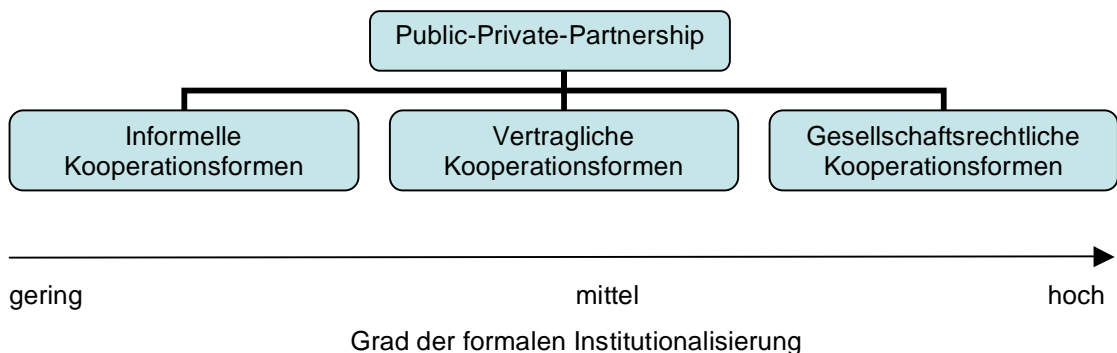 Public-Private-Partnership
Informelle
Kooperationsformen
Vertragliche
Kooperationsformen
Gesellschaftsrechtliche
Kooperationsformen
gering
mittel
hoch
Grad der formalen Institutionalisierung